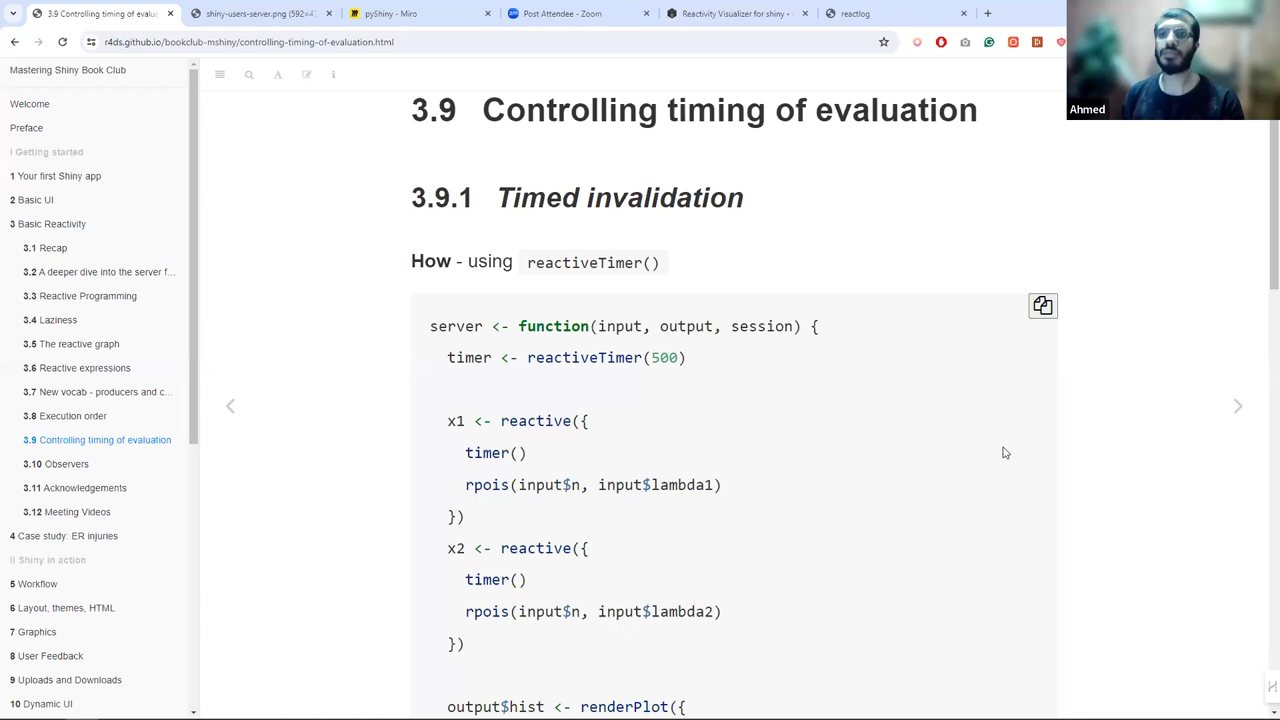 3.9 Controlling timing of evalua
shiny-users-server.png (592×4
pyShiny - Miro
Post Attendee - Zoom
Reactivity Visualizer for shiny •
reactlog
r4ds.github.io/bookclub-mshiny/controlling-timing-of-evaluation.html
Mastering Shiny Book Club
Welcome
Preface
I Getting started
1 Your first Shiny app
2 Basic UI
3 Basic Reactivity
3.1 Recap
3.2 A deeper dive into the server f...
3.3 Reactive Programming
3.4 Laziness
3.5 The reactive graph
3.6 Reactive expressions
3.7 New vocab - producers and c...
3.8 Execution order
3.9 Controlling timing of evaluation
3.10 Observers
3.11 Acknowledgements
3.12 Meeting Videos
4 Case study: ER injuries
II Shiny in action
5 Workflow
6 Layout, themes, HTML
7 Graphics
8 User Feedback
9 Uploads and Downloads
10 Dynamic UI
3.9 Controlling timing of evaluation
3.9.1 Timed invalidation
How - using reactiveTimer()
server <- function(input, output, session) {
timer <- reactiveTimer(500)
x1 <- reactive({
timer()
rpois(input$n, input$lambda1)
})
x2 <- reactive({
timer()
rpois(input$n, input$lambda2)
})
output$hist <- renderPlot({
Ahmed